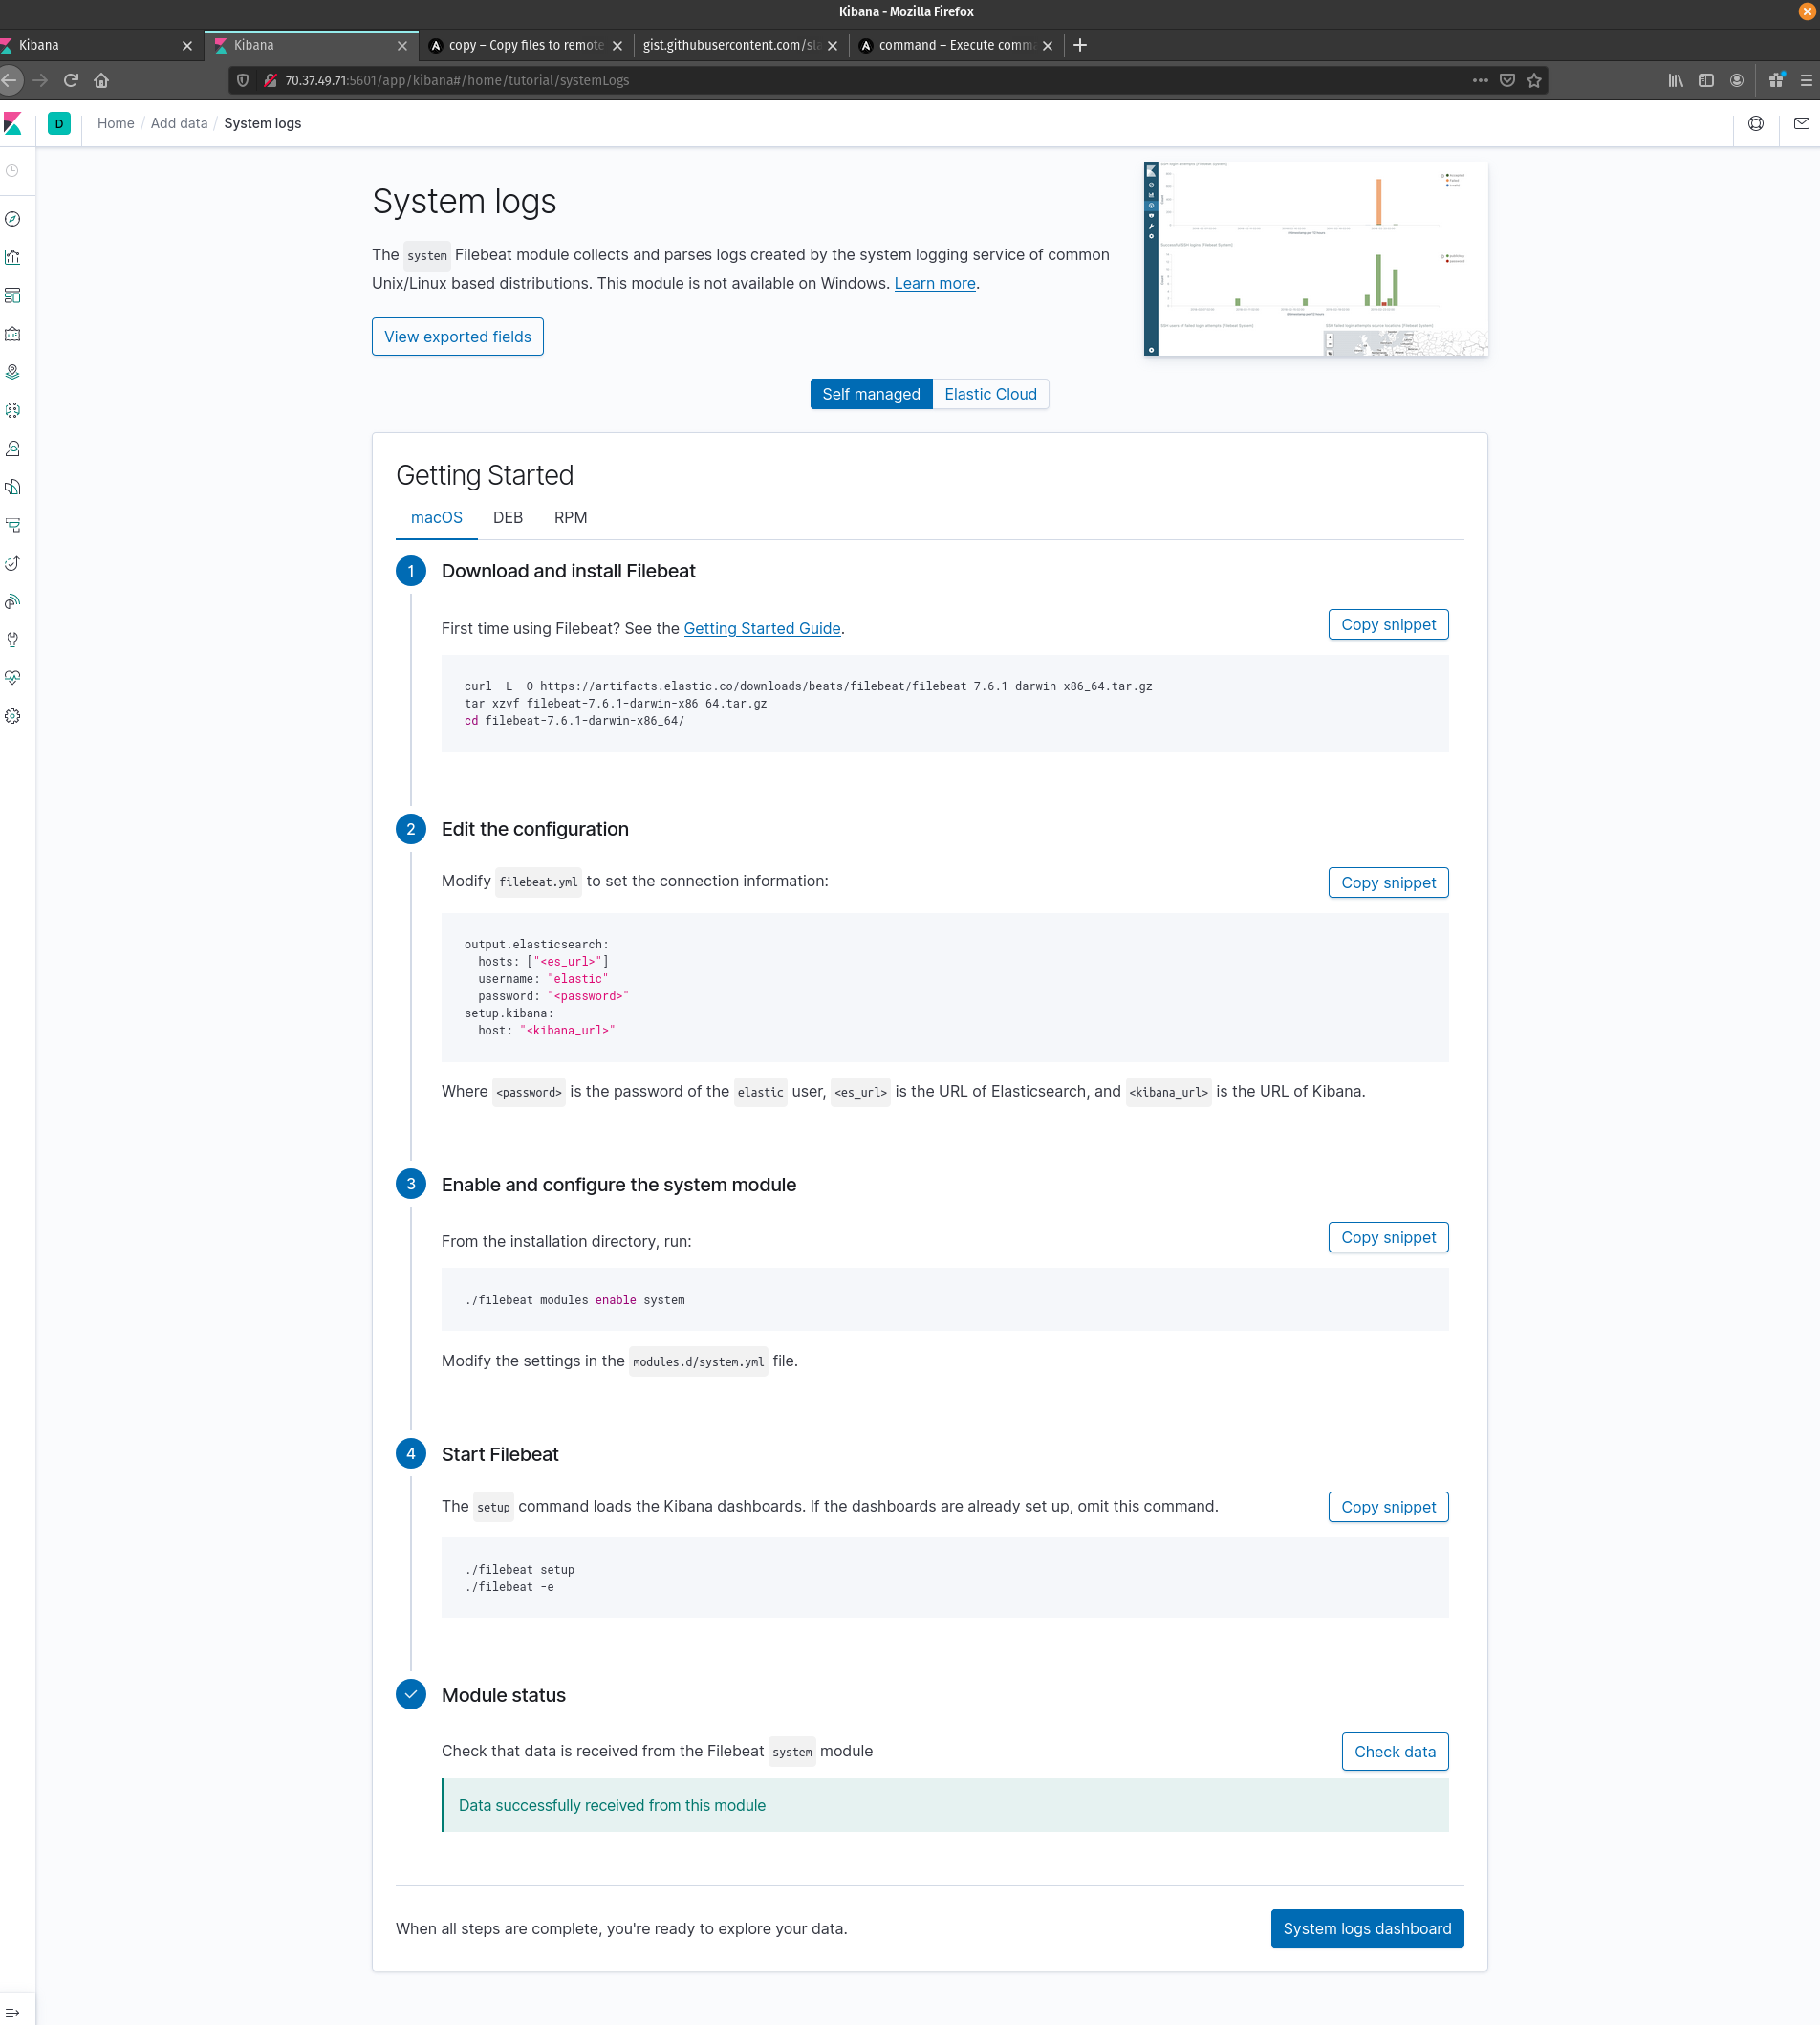 Kibana - Mozilla Firefox
Kibana
Kibana
copy – Copy files to remote
gist.githubusercontent.com/sla
command – Execute comma
70.37.49.71:5601/app/kibana#/home/tutorial/systemLogs
D
Home / Add data / System logs
System logs
The system Filebeat module collects and parses logs created by the system logging service of common
Unix/Linux based distributions. This module is not available on Windows. Learn more.
View exported fields
Self managed
Elastic Cloud
Getting Started
macOS
DEB
RPM
1
Download and install Filebeat
First time using Filebeat? See the Getting Started Guide.
Copy snippet
curl -L -O https://artifacts.elastic.co/downloads/beats/filebeat/filebeat-7.6.1-darwin-x86_64.tar.gz
tar xzvf filebeat-7.6.1-darwin-x86_64.tar.gz
cd filebeat-7.6.1-darwin-x86_64/
2
Edit the configuration
Modify filebeat.yml to set the connection information:
Copy snippet
output.elasticsearch:
hosts: ["<es_url>"]
username: "elastic"
password: "<password>"
setup.kibana:
host: "<kibana_url>"
Where <password> is the password of the elastic user, <es_url> is the URL of Elasticsearch, and <kibana_url> is the URL of Kibana.
3
Enable and configure the system module
From the installation directory, run:
Copy snippet
./filebeat modules enable system
Modify the settings in the modules.d/system.yml file.
4
Start Filebeat
The setup command loads the Kibana dashboards. If the dashboards are already set up, omit this command.
Copy snippet
./filebeat setup
./filebeat -e
Module status
Check that data is received from the Filebeat system module
Check data
Data successfully received from this module
When all steps are complete, you're ready to explore your data.
System logs dashboard